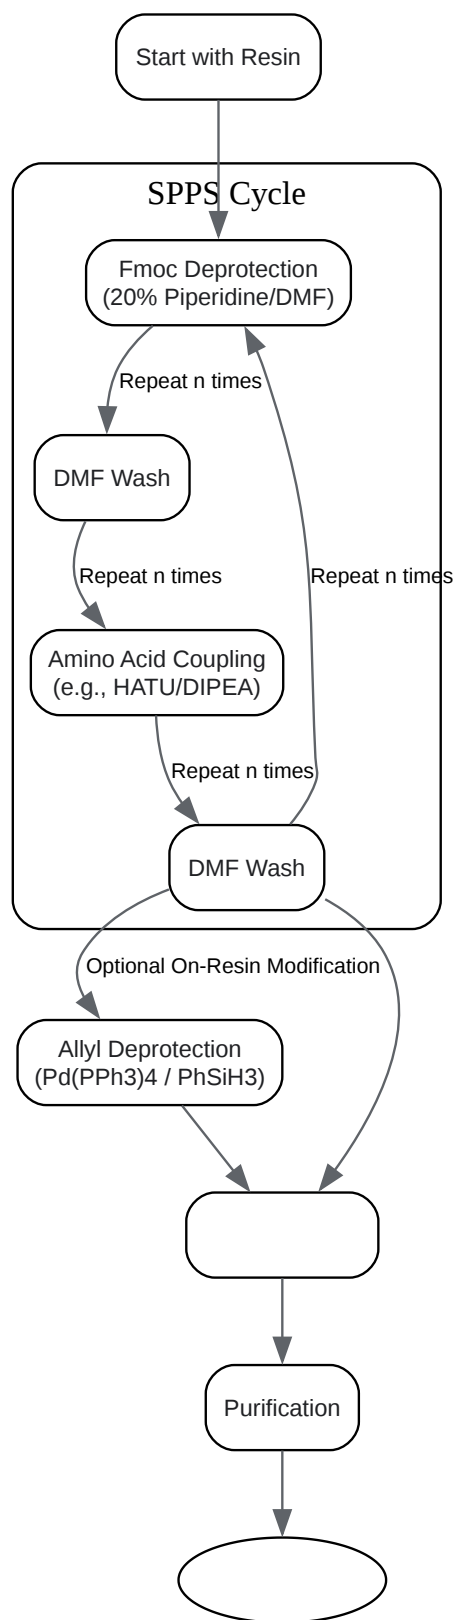 Start with Resin
SPPS Cycle
Fmoc Deprotection
(20% Piperidine/DMF)
Repeat n times
DMF Wash
Repeat n times
Repeat n times
Amino Acid Coupling
(e.g., HATU/DIPEA)
Repeat n times
DMF Wash
Optional On-Resin Modification
Allyl Deprotection
(Pd(PPh3)4 / PhSiH3)
Purification